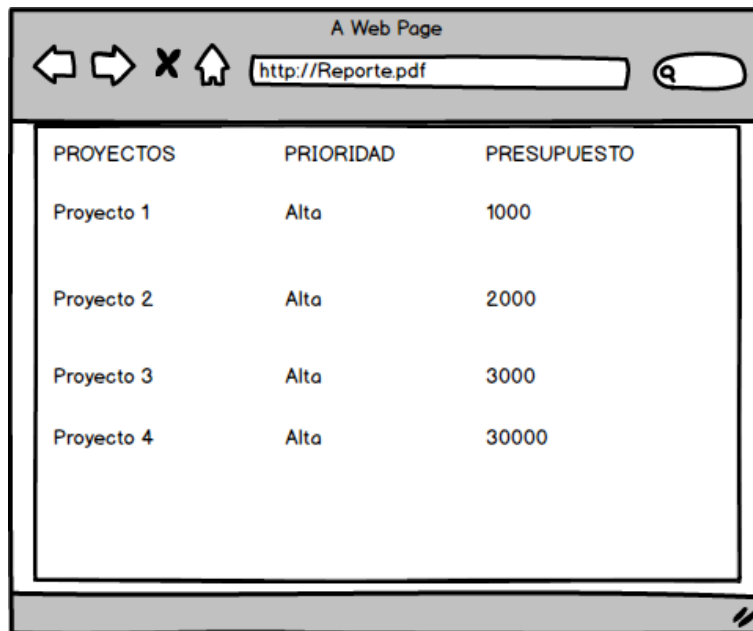 A Web Page
http://Reporte.pdf
PROYECTOS PRIORIDAD PRESUPUESTO
Proyecto 1 Alta 1000
Proyecto 2 Alta 2000
Proyecto 3 Alta 3000
Proyecto 4 Alta 30000